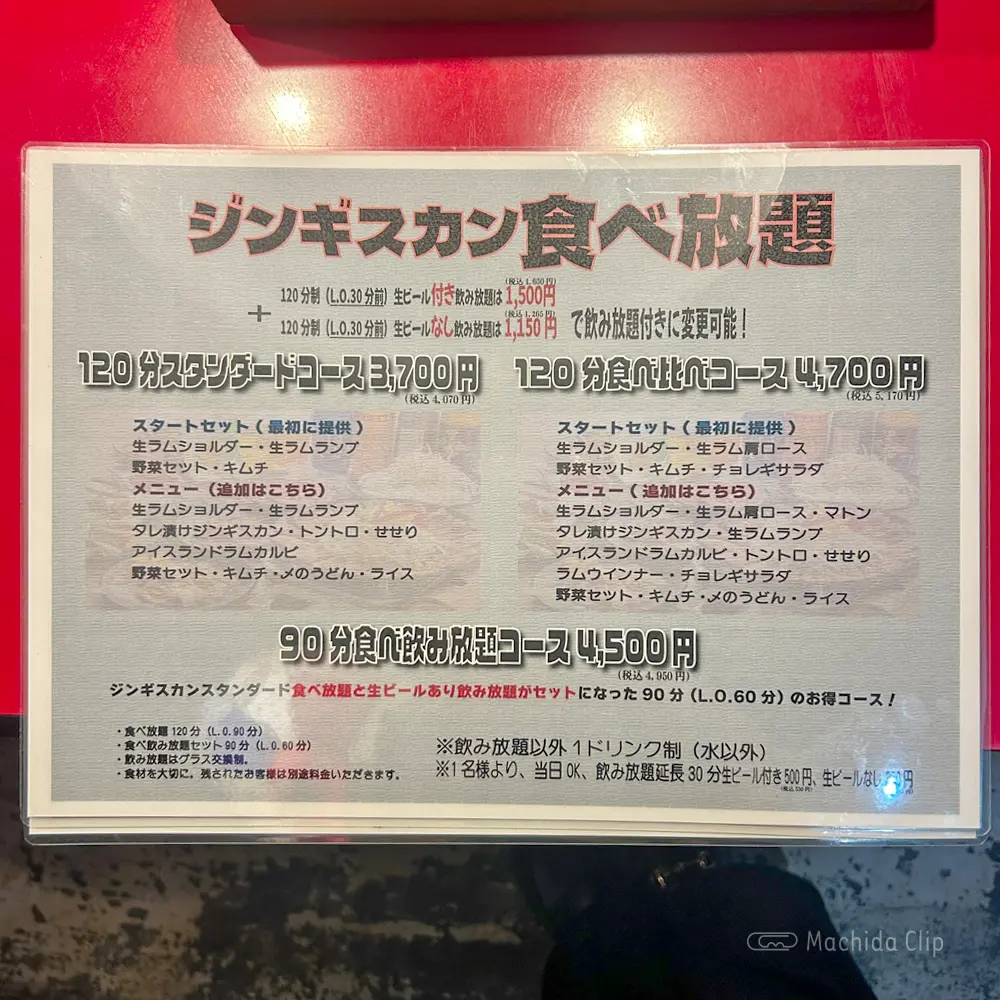 ジンギスカン食べ放題
(税込1,650円)
120分制（L.O.30分前）生ビール付き飲み放題は1,500円
(税込1,265円)
+ 120分制（L.O.30分前）生ビールなし飲み放題は1,150円 で飲み放題付きに変更可能！
120分スタンダードコース3,700円
(税込4,070円)
スタートセット（最初に提供）
生ラムショルダー・生ラムランプ
野菜セット・キムチ
メニュー（追加はこちら）
生ラムショルダー・生ラムランプ
タレ漬けジンギスカン・トントロ・せせり
アイスランドラムカルビ
野菜セット・キムチ・〆のうどん・ライス
120分食べ比べコース4,700円
(税込5,170円)
スタートセット（最初に提供）
生ラムショルダー・生ラム肩ロース
野菜セット・キムチ・チョレギサラダ
メニュー（追加はこちら）
生ラムショルダー・生ラム肩ロース・マトン
タレ漬けジンギスカン・生ラムランプ
アイスランドラムカルビ・トントロ・せせり
ラムウインナー・チョレギサラダ
野菜セット・キムチ・〆のうどん・ライス
90分食べ飲み放題コース4,500円
(税込4,950円)
ジンギスカンスタンダード食べ放題と生ビールあり飲み放題がセットになった90分（L.O.60分）のお得コース！
・食べ放題120分（L.O.90分）
・食べ飲み放題セット90分（L.O.60分）
・飲み放題はグラス交換制。
・食材を大切に。残されたお客様は別途料金いただきます。
※飲み放題以外1ドリンク制（水以外）
※1名様より、当日OK、飲み放題延長30分生ビール付き500円、生ビールなし 円
(税込550円)
Machida Clip